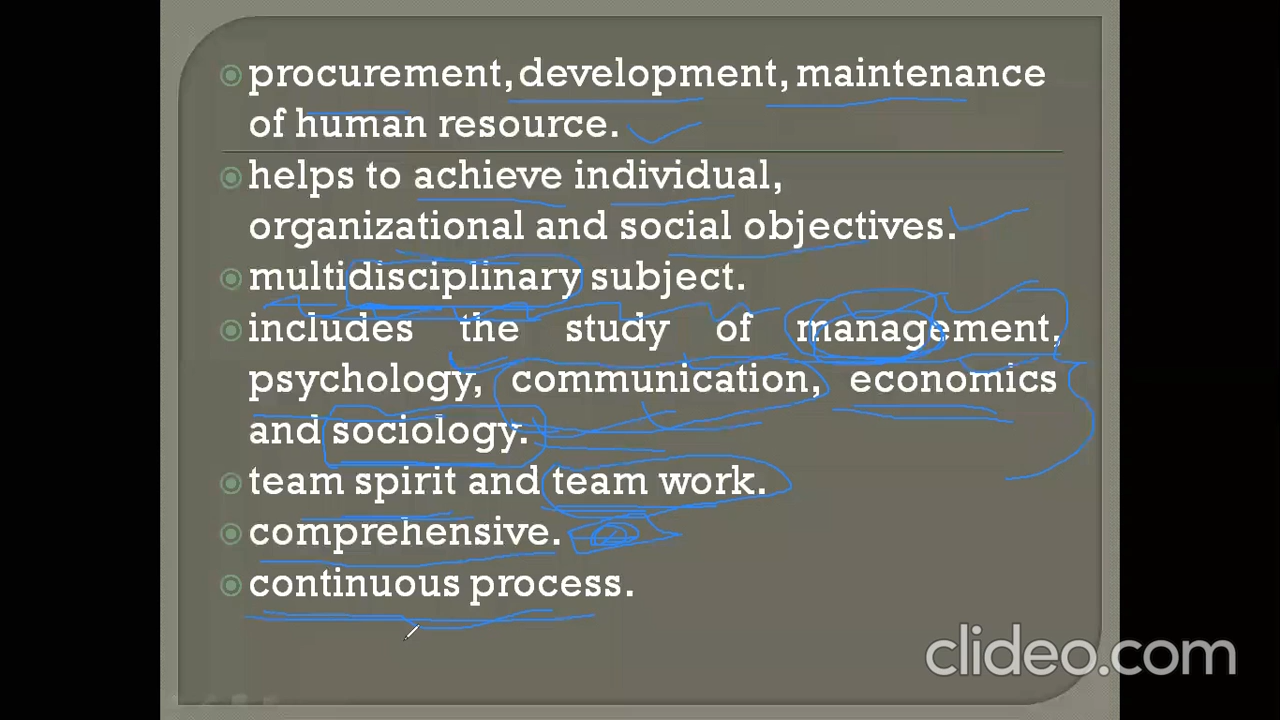 procurement, development, maintenance
of human resource.
helps to achieve individual,
organizational and social objectives.
multidisciplinary subject.
includes the study of management,
psychology, communication, economics
and sociology.
team spirit and team work.
comprehensive.
continuous process.
clideo.com